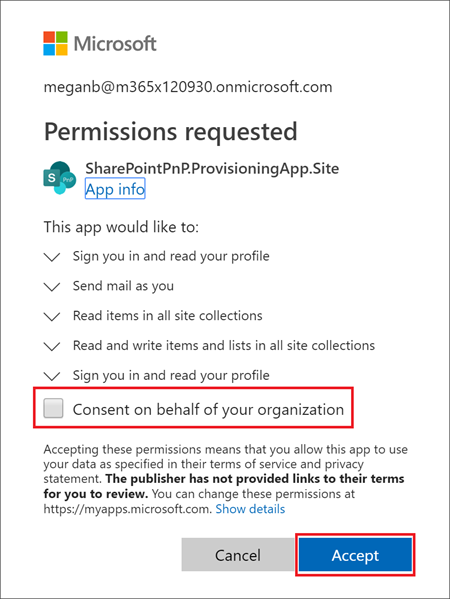 Microsoft
meganb@m365x120930.onmicrosoft.com
Permissions requested
S PnP
SharePointPnP.ProvisioningApp.Site
App info
This app would like to:
Sign you in and read your profile
Send mail as you
Read items in all site collections
Read and write items and lists in all site collections
Sign you in and read your profile
Consent on behalf of your organization
Accepting these permissions means that you allow this app to use
your data as specified in their terms of service and privacy
statement. The publisher has not provided links to their terms
for you to review. You can change these permissions at
https://myapps.microsoft.com. Show details
Cancel
Accept